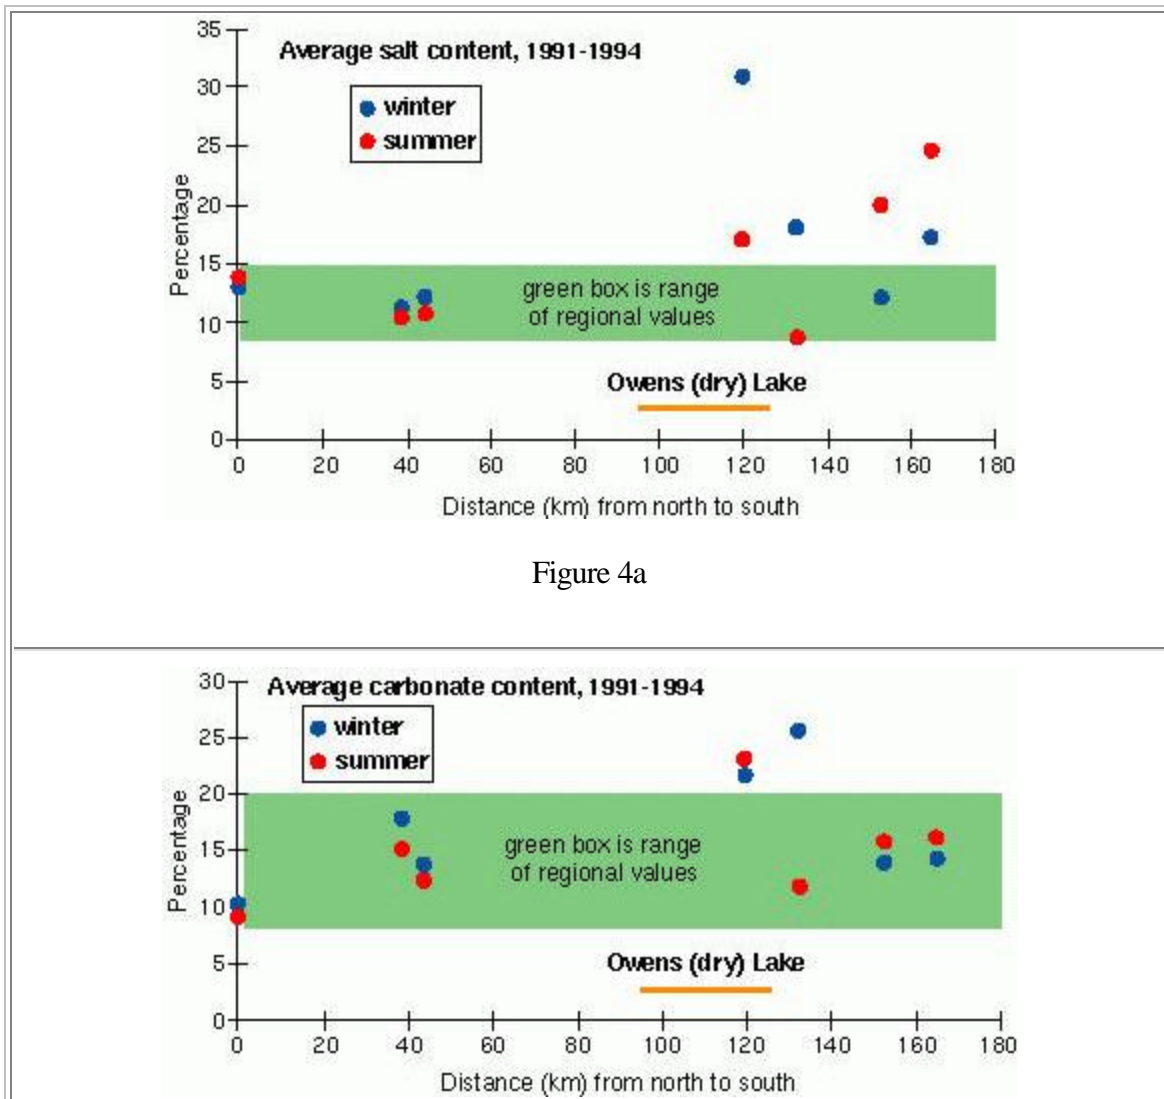 Average salt content, 1991-1994
winter
summer
35
30
25
20
15
10
5
0
Percentage
green box is range
of regional values
Owens (dry) Lake
0 20 40 60 80 100 120 140 160 180
Distance (km) from north to south
Figure 4a
Average carbonate content, 1991-1994
winter
summer
30
25
20
15
10
5
0
Percentage
green box is range
of regional values
Owens (dry) Lake
0 20 40 60 80 100 120 140 160 180
Distance (km) from north to south